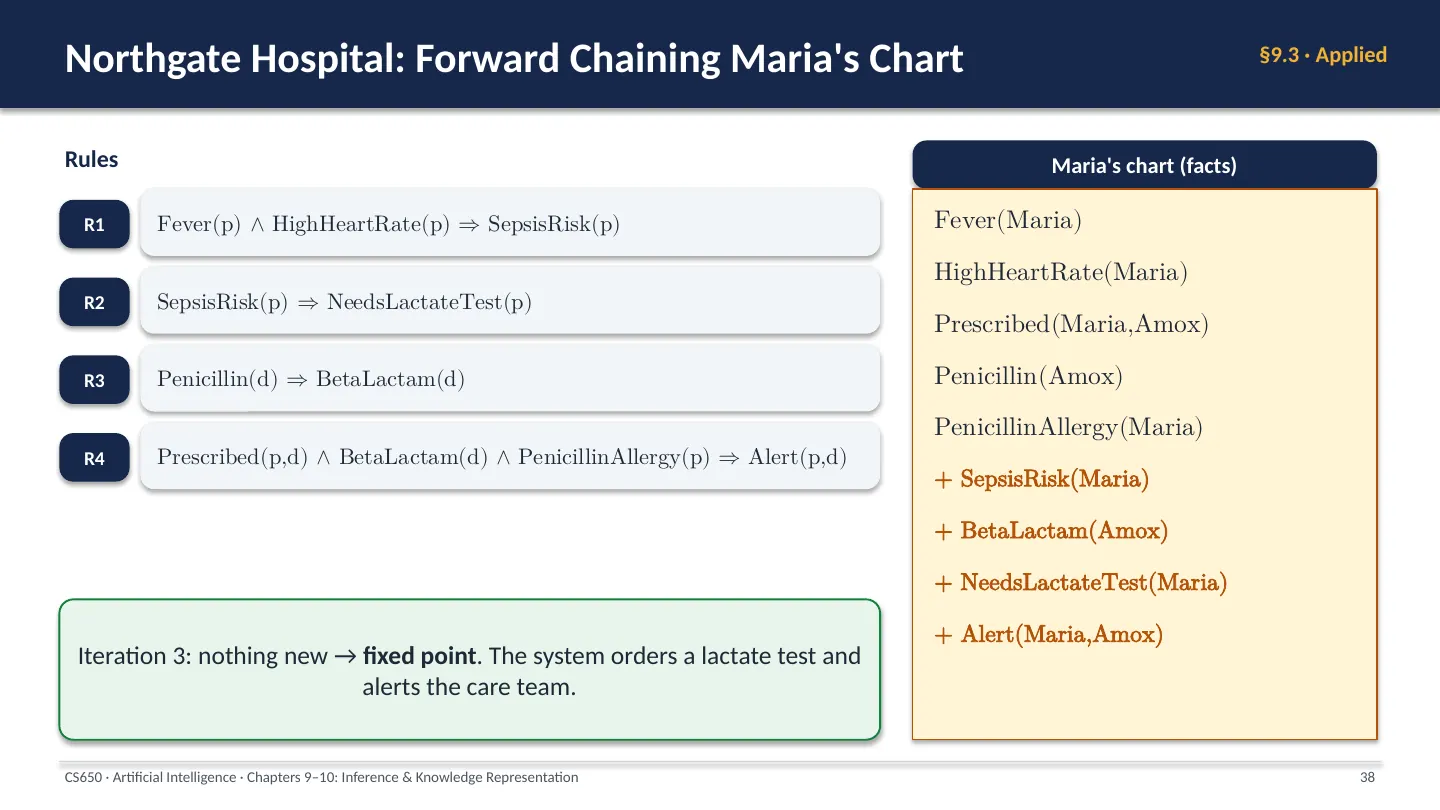 Northgate Hospital: Forward Chaining Maria's Chart
§9.3 · Applied
Rules
R1
Fever(p) ∧ HighHeartRate(p) ⇒ SepsisRisk(p)
R2
SepsisRisk(p) ⇒ NeedsLactateTest(p)
R3
Penicillin(d) ⇒ BetaLactam(d)
R4
Prescribed(p,d) ∧ BetaLactam(d) ∧ PenicillinAllergy(p) ⇒ Alert(p,d)
Iteration 3: nothing new → fixed point. The system orders a lactate test and
alerts the care team.
Maria's chart (facts)
Fever(Maria)
HighHeartRate(Maria)
Prescribed(Maria,Amox)
Penicillin(Amox)
PenicillinAllergy(Maria)
+ SepsisRisk(Maria)
+ BetaLactam(Amox)
+ NeedsLactateTest(Maria)
+ Alert(Maria,Amox)
CS650 · Artificial Intelligence · Chapters 9–10: Inference & Knowledge Representation
38